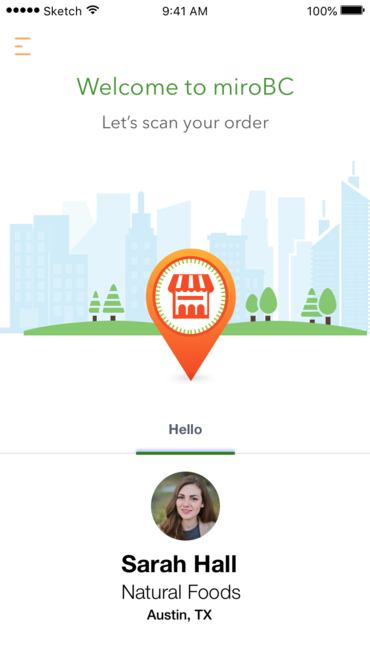 Sketch 9:41 AM 100%
Welcome to miroBC
Let's scan your order
Hello
Sarah Hall
Natural Foods
Austin, TX